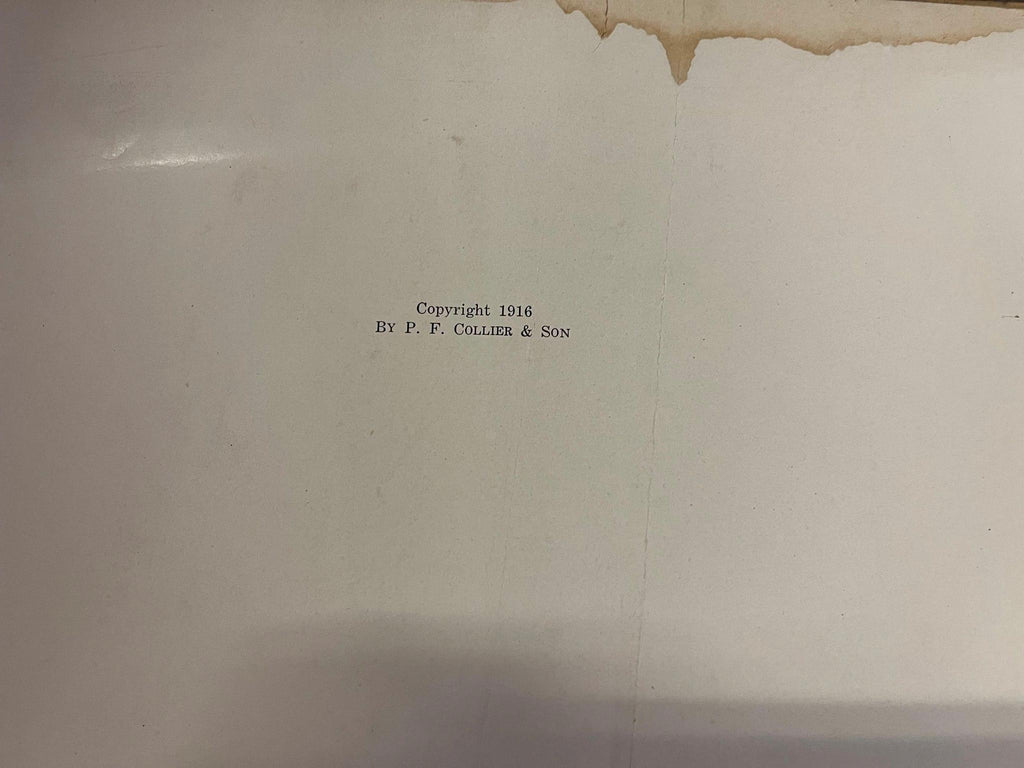 Copyright 1916
BY P. F. COLLIER & SON